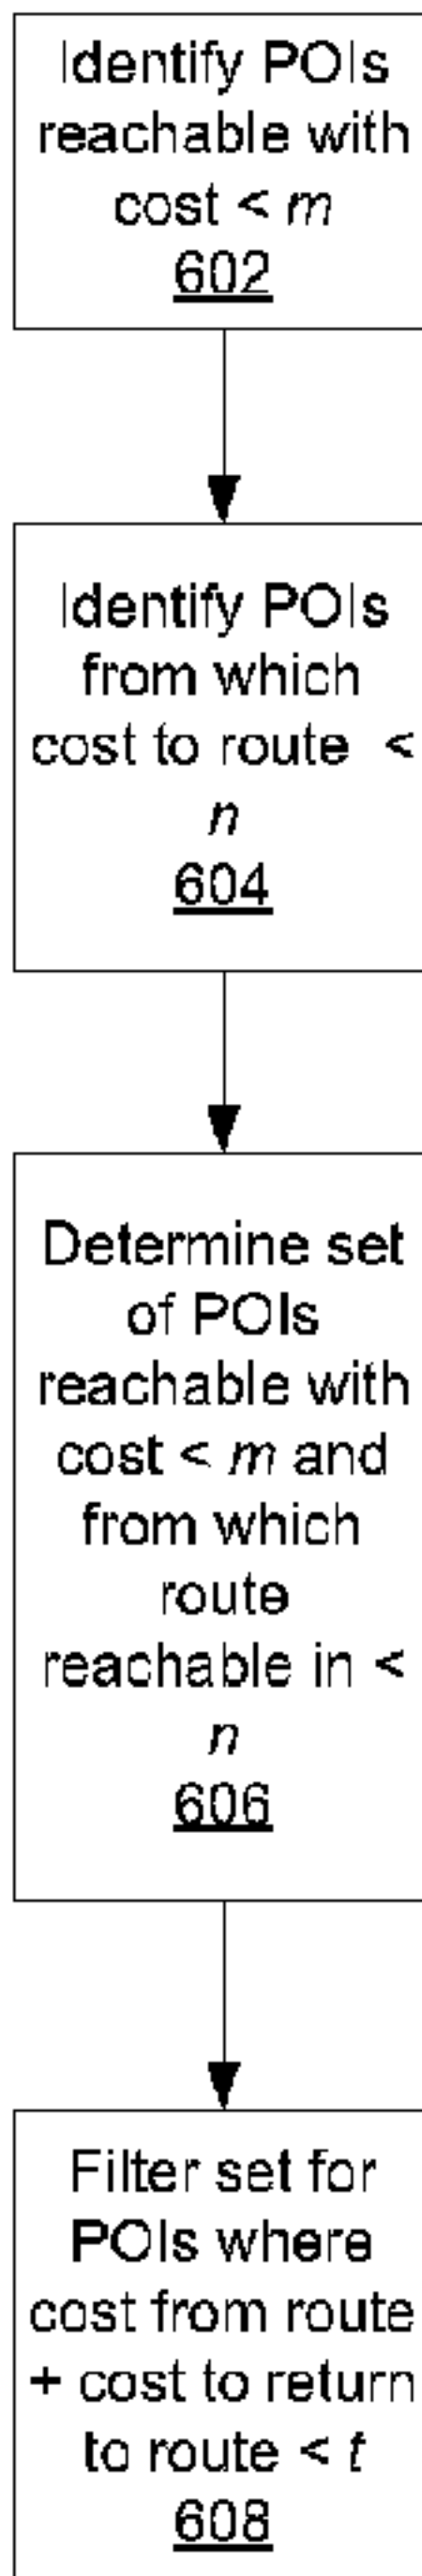 Identify POIs
reachable with
cost < m
602
Identify POIs
from which
cost to route <
n
604
Determine set
of POIs
reachable with
cost < m and
from which
route
reachable in <
n
606
Filter set for
POIs where
cost from route
+ cost to return
to route < t
608